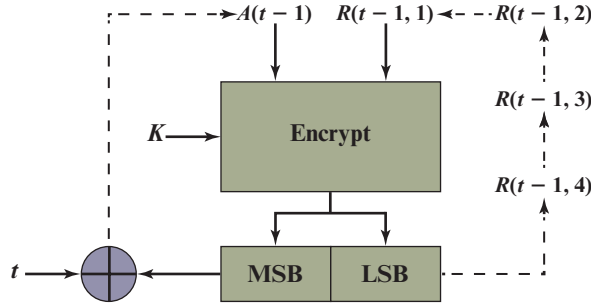 A(t − 1) R(t − 1, 1) R(t − 1, 2)
R(t − 1, 3)
K Encrypt
R(t − 1, 4)
t MSB LSB